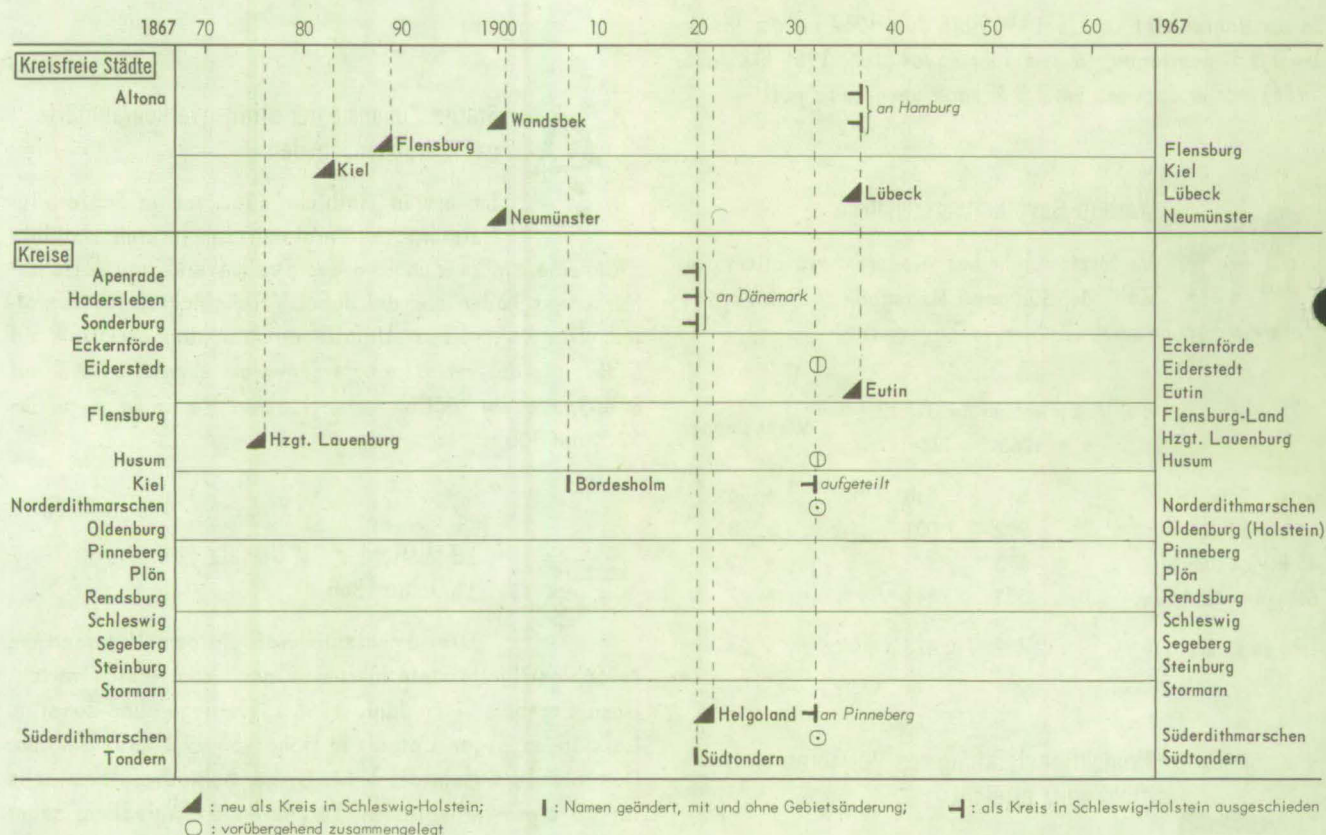 1867 70 80 90 1900 10 20 30 40 50 60 1967
Kreisfreie Städte
Altona an Hamburg
Wandsbek
Flensburg Flensburg
Kiel Kiel
Lübeck Lübeck
Neumünster Neumünster
Kreise
Apenrade
Hadersleben an Dänemark
Sonderburg
Eckernförde Eckernförde
Eiderstedt Eiderstedt
Eutin Eutin
Flensburg Flensburg-Land
Hzgt. Lauenburg Hzgt. Lauenburg
Husum Husum
Kiel Bordesholm aufgeteilt
Norderdithmarschen Norderdithmarschen
Oldenburg Oldenburg (Holstein)
Pinneberg Pinneberg
Plön Plön
Rendsburg Rendsburg
Schleswig Schleswig
Segeberg Segeberg
Steinburg Steinburg
Stormarn Stormarn
Helgoland an Pinneberg
Süderdithmarschen Süderdithmarschen
Tondern Südtondern Südtondern
: neu als Kreis in Schleswig-Holstein; : Namen geändert, mit und ohne Gebietsänderung; : als Kreis in Schleswig-Holstein ausgeschieden
: vorübergehend zusammengelegt